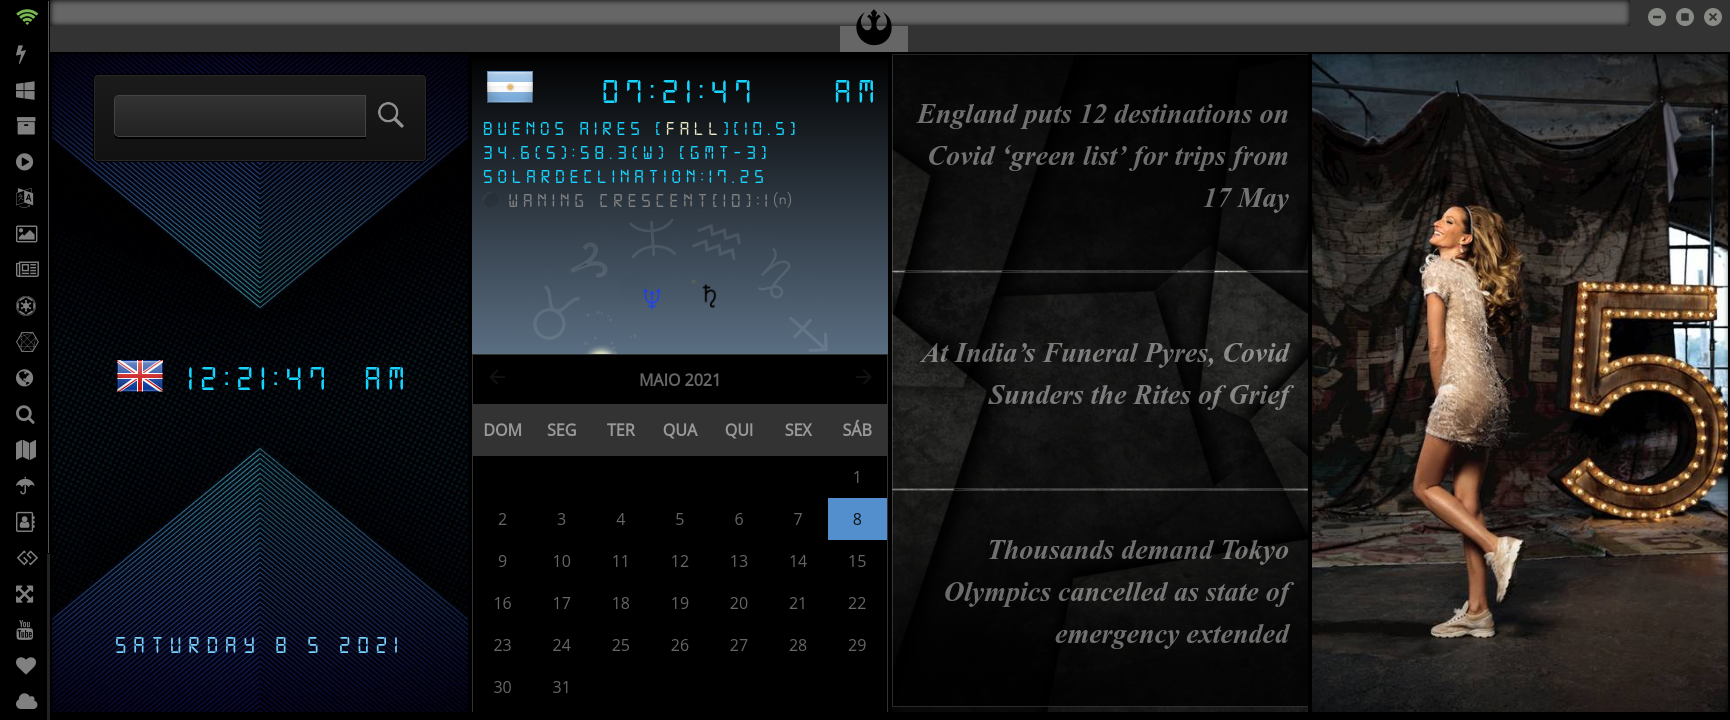 07:21:47 AM
BUENOS AIRES (FALL)(10.5)
34.6(S):58.3(W) (GMT-3)
SOLARDECLINATION:17.25
WANING CRESCENT(10):1(n)
12:21:47 AM
SATURDAY 8 5 2021
MAIO 2021
DOM SEG TER QUA QUI SEX SÁB
1
2 3 4 5 6 7 8
9 10 11 12 13 14 15
16 17 18 19 20 21 22
23 24 25 26 27 28 29
30 31
England puts 12 destinations on
Covid ‘green list’ for trips from
17 May
At India’s Funeral Pyres, Covid
Sunders the Rites of Grief
Thousands demand Tokyo
Olympics cancelled as state of
emergency extended
5
You
Tube